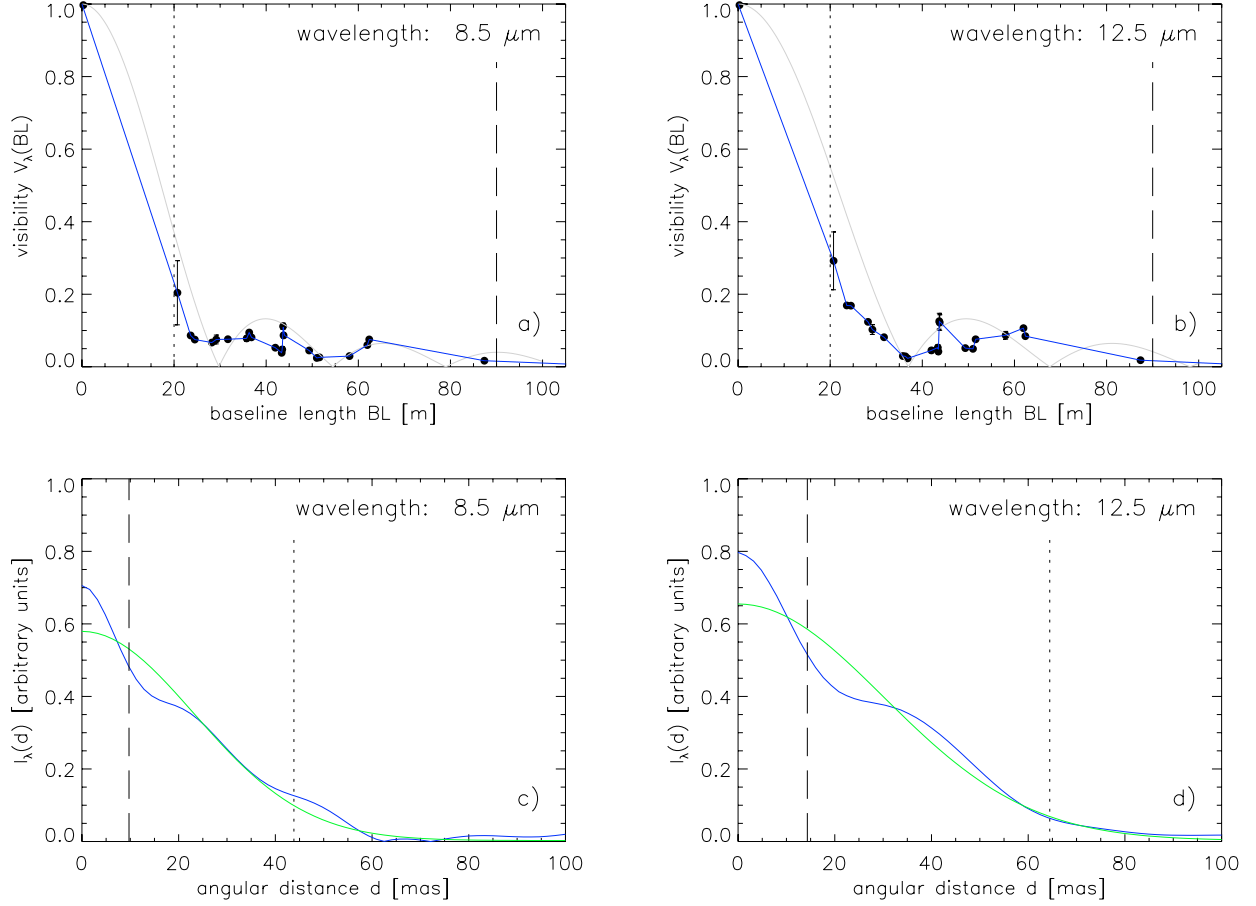 wavelength: 8.5 μm
visibility Vλ(BL)
1.0
0.8
0.6
0.4
0.2
0.0
a)
0 20 40 60 80 100
baseline length BL [m]
wavelength: 12.5 μm
visibility Vλ(BL)
1.0
0.8
0.6
0.4
0.2
0.0
b)
0 20 40 60 80 100
baseline length BL [m]
wavelength: 8.5 μm
Iλ(d) [arbitrary units]
1.0
0.8
0.6
0.4
0.2
0.0
c)
0 20 40 60 80 100
angular distance d [mas]
wavelength: 12.5 μm
Iλ(d) [arbitrary units]
1.0
0.8
0.6
0.4
0.2
0.0
d)
0 20 40 60 80 100
angular distance d [mas]